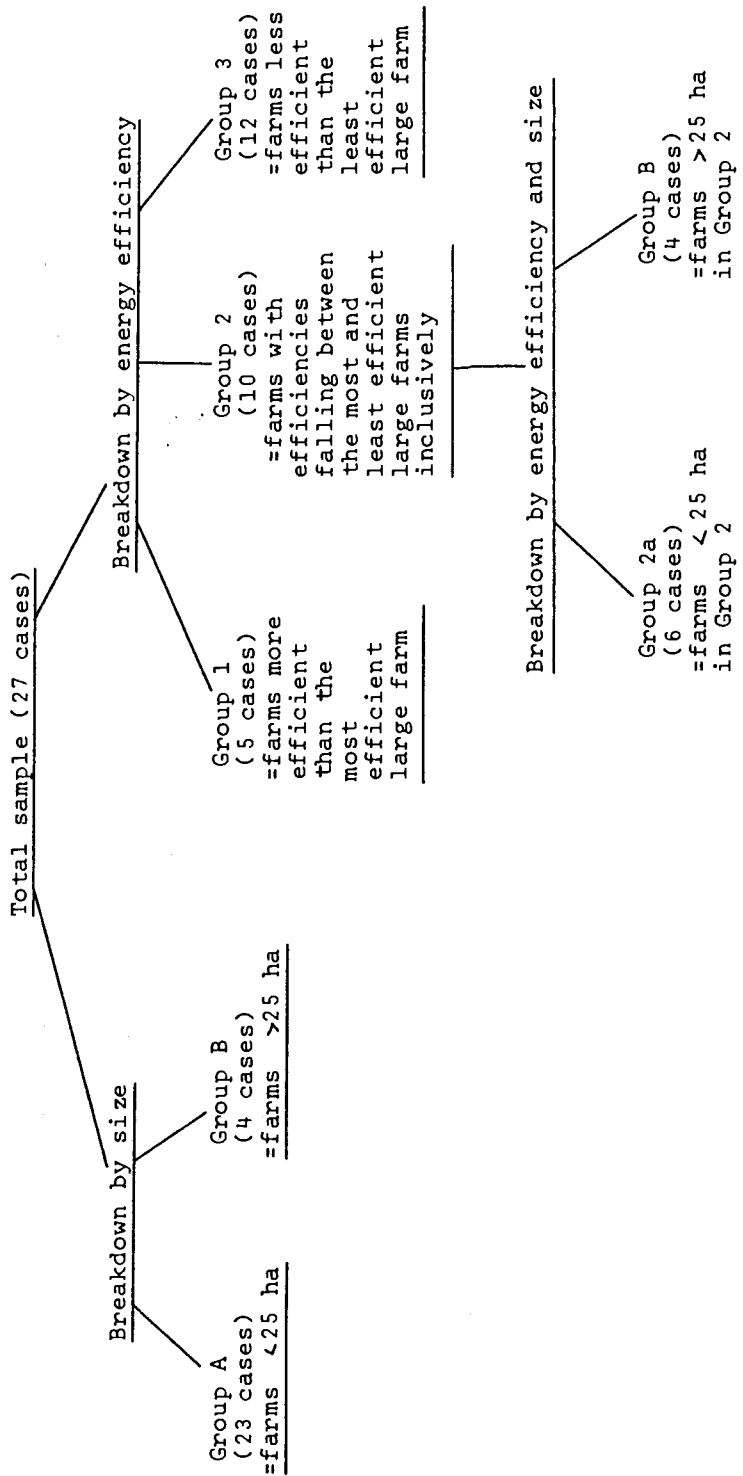 Total sample (27 cases)
Breakdown by size
Group A
(23 cases)
=farms <25 ha
Group B
(4 cases)
=farms >25 ha
Breakdown by energy efficiency
Group 1
(5 cases)
=farms more
efficient
than the
most
efficient
large farm
Group 2
(10 cases)
=farms with
efficiencies
falling between
the most and
least efficient
large farms
inclusively
Group 3
(12 cases)
=farms less
efficient
than the
least
efficient
large farm
Breakdown by energy efficiency and size
Group 2a
(6 cases)
=farms < 25 ha
in Group 2
Group B
(4 cases)
=farms >25 ha
in Group 2